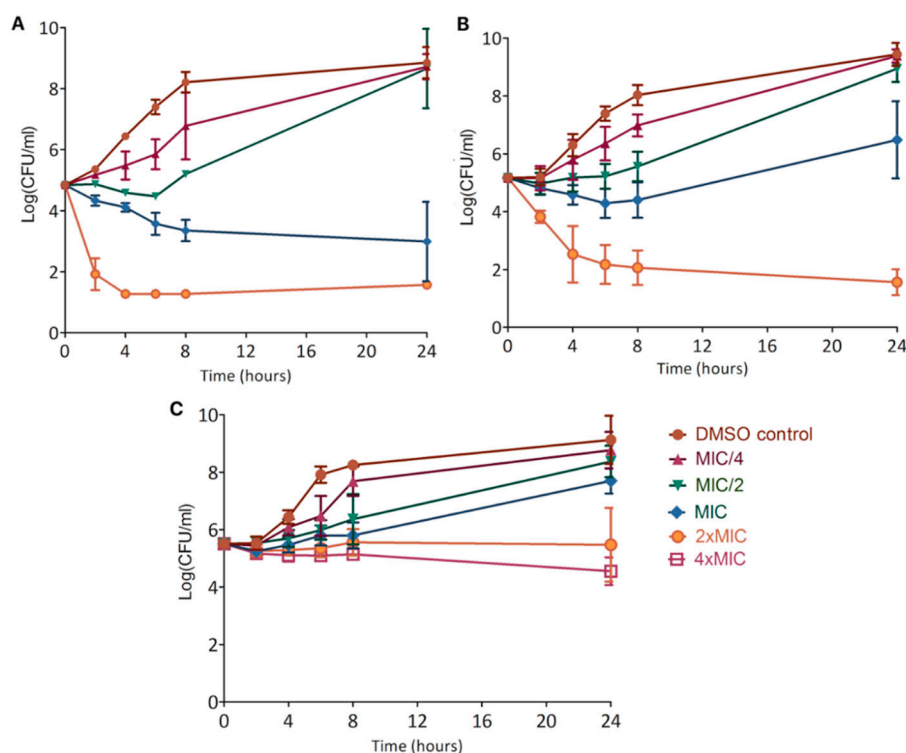 A
Log(CFU/ml)
10
8
6
4
2
0
0 4 8 12 16 20 24
Time (hours)
B
Log(CFU/ml)
10
8
6
4
2
0
0 4 8 12 16 20 24
Time (hours)
C
Log(CFU/ml)
10
8
6
4
2
0
0 4 8 12 16 20 24
Time (hours)
DMSO control
MIC/4
MIC/2
MIC
2xMIC
4xMIC